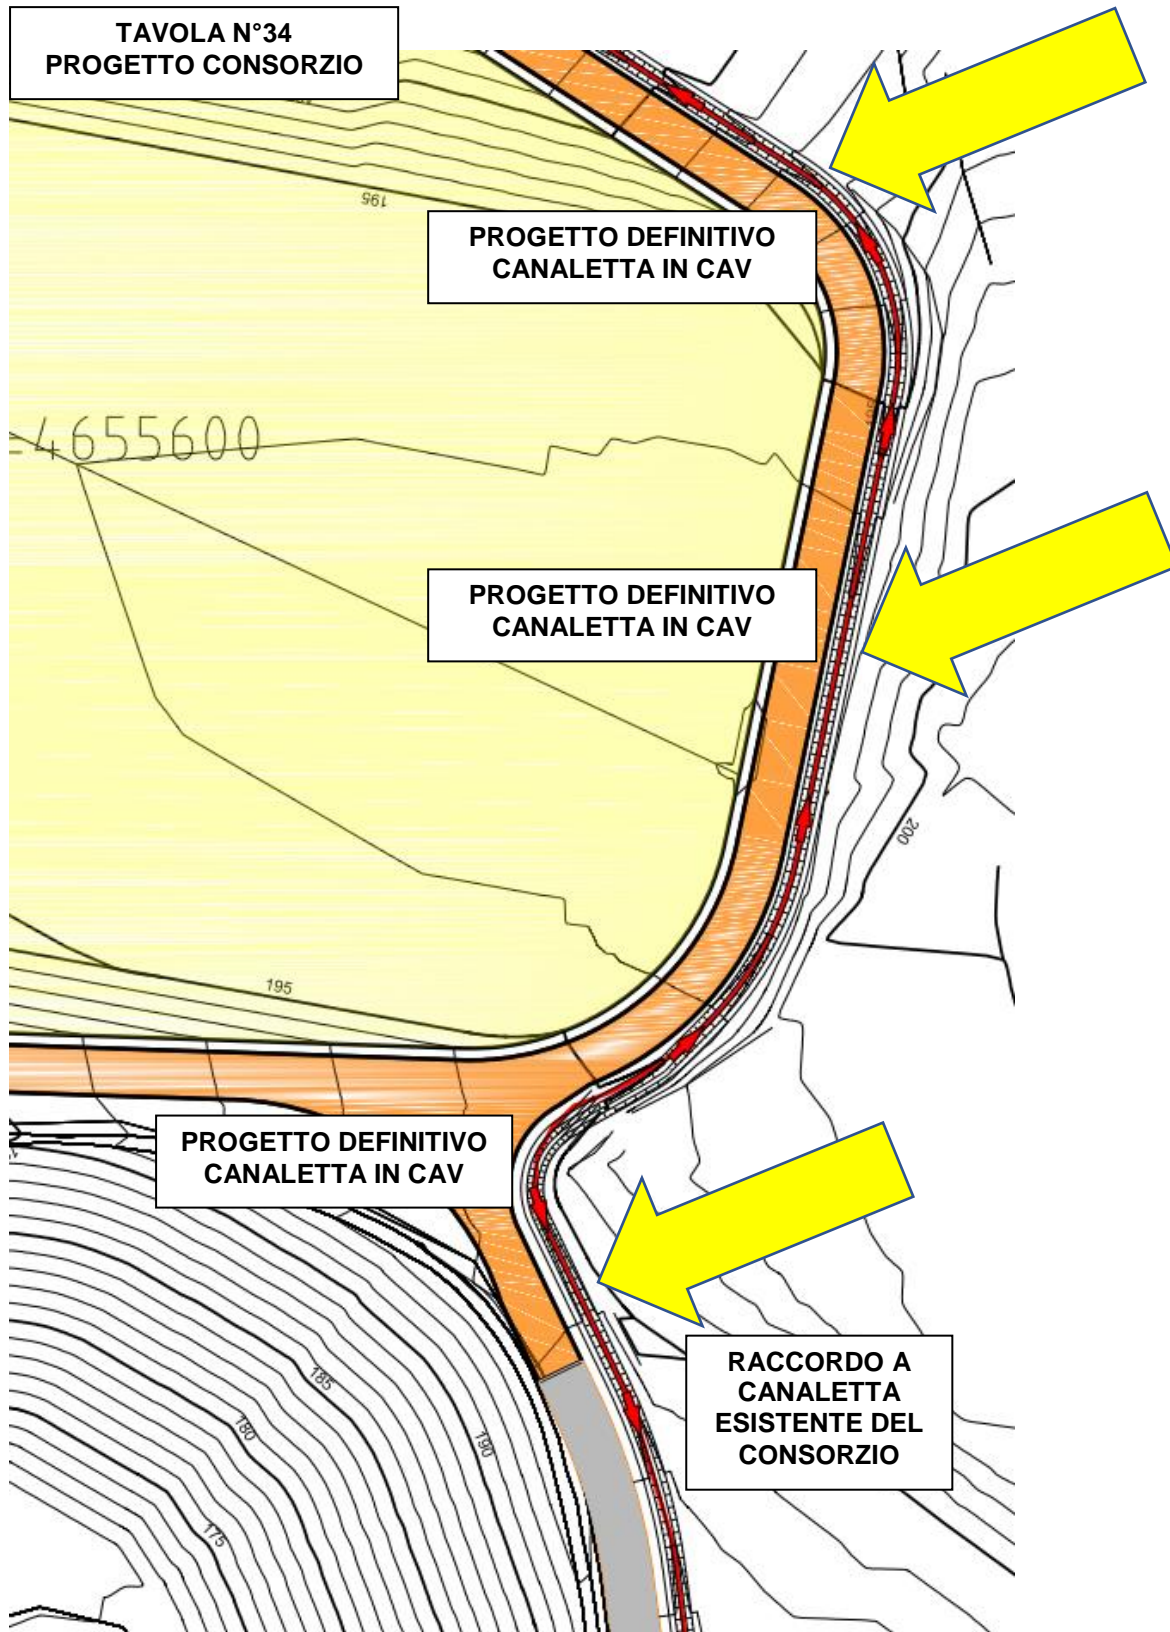 TAVOLA N°34
PROGETTO CONSORZIO
195
PROGETTO DEFINITIVO
CANALETTA IN CAV
4655600
PROGETTO DEFINITIVO
CANALETTA IN CAV
200
195
PROGETTO DEFINITIVO
CANALETTA IN CAV
RACCORDO A
CANALETTA
ESISTENTE DEL
CONSORZIO
185
180
190
175